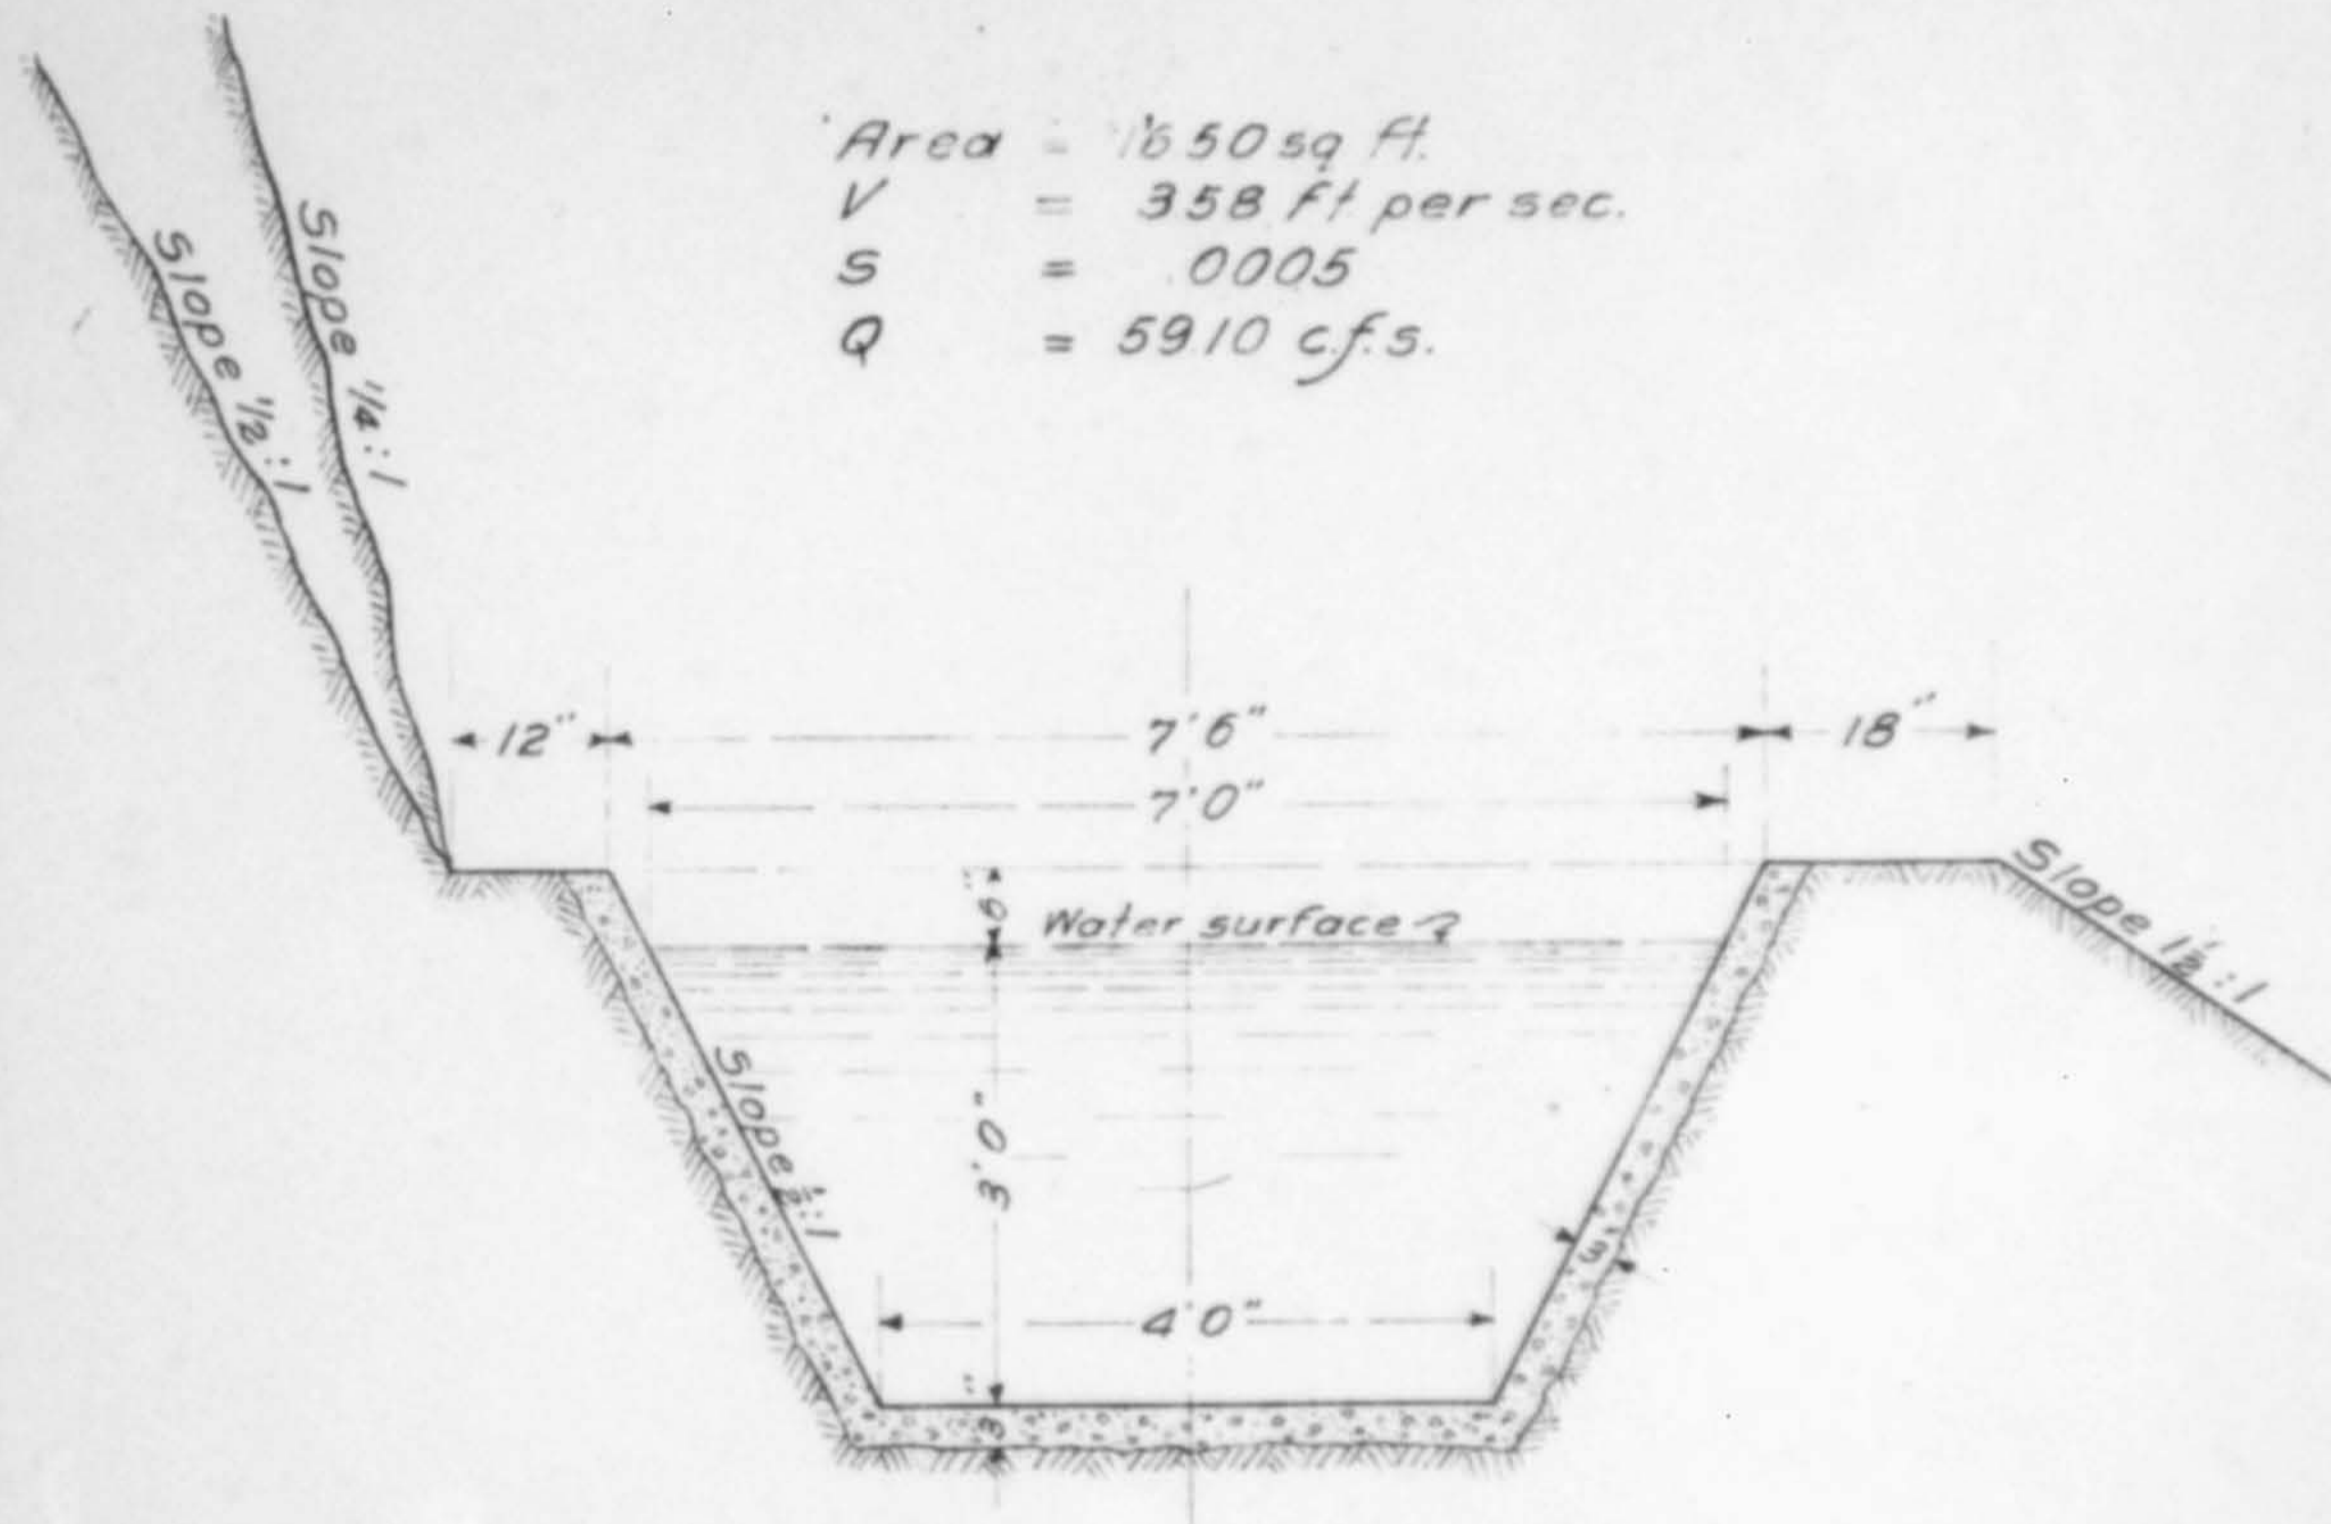 Area = 16 50 sq ft.
V = 3 58 ft per sec.
S = .0005
Q = 59.10 c.f.s.
Slope 1/2 : 1
Slope 1/4 : 1
12"
7'6"
18"
7'0"
6"
Water surface
Slope 1½ : 1
Slope ½ : 1
3'0"
3"
4'0"
3"